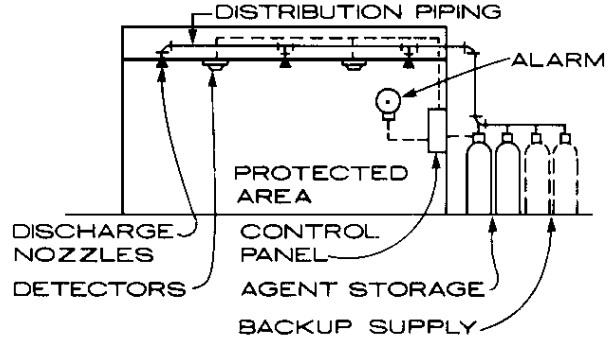 DISTRIBUTION PIPING
ALARM
PROTECTED
AREA
DISCHARGE
NOZZLES
CONTROL
PANEL
DETECTORS
AGENT STORAGE
BACKUP SUPPLY